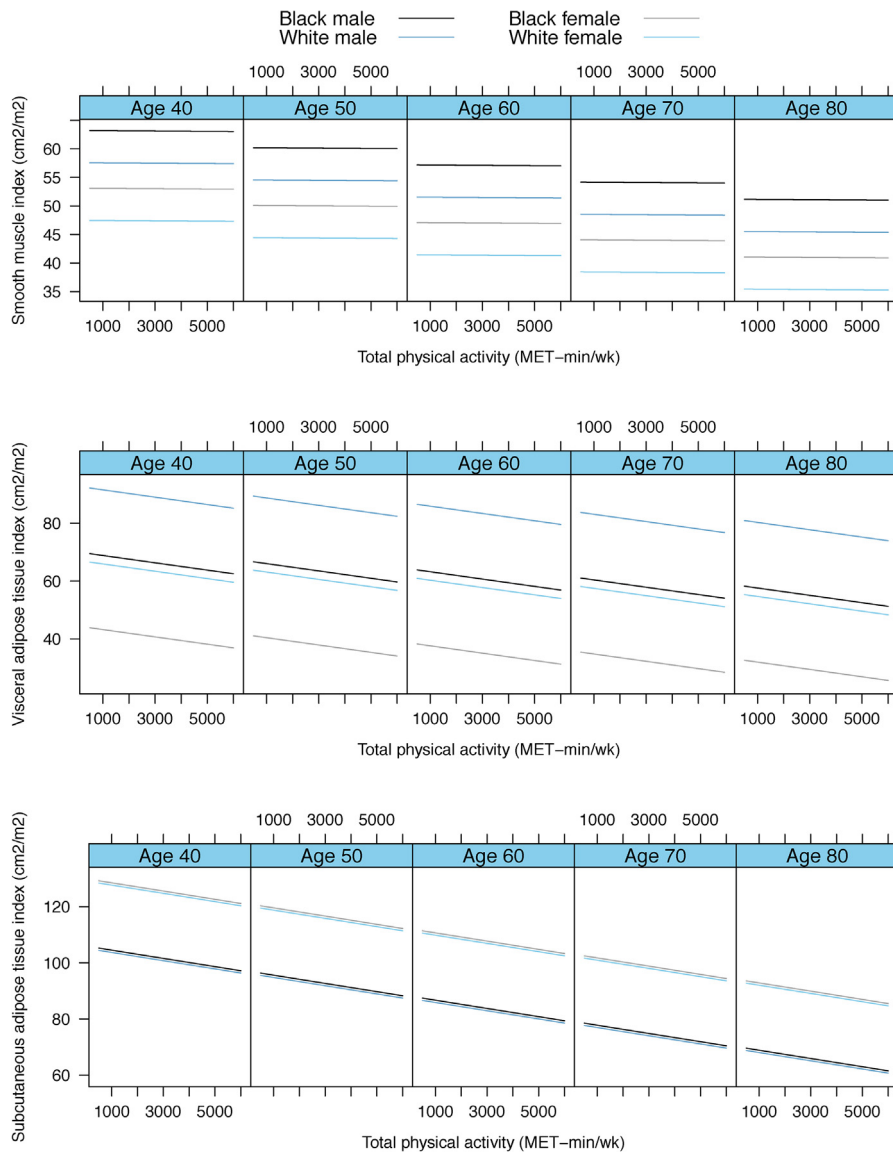 Black male Black female
White male White female
1000 3000 5000 1000 3000 5000
Age 40 Age 50 Age 60 Age 70 Age 80
Smooth muscle index (cm2/m2)
60
55
50
45
40
35
1000 3000 5000 1000 3000 5000 1000 3000 5000
Total physical activity (MET−min/wk)
1000 3000 5000 1000 3000 5000
Age 40 Age 50 Age 60 Age 70 Age 80
Visceral adipose tissue index (cm2/m2)
80
60
40
1000 3000 5000 1000 3000 5000 1000 3000 5000
Total physical activity (MET−min/wk)
1000 3000 5000 1000 3000 5000
Age 40 Age 50 Age 60 Age 70 Age 80
Subcutaneous adipose tissue index (cm2/m2)
120
100
80
60
1000 3000 5000 1000 3000 5000 1000 3000 5000
Total physical activity (MET−min/wk)